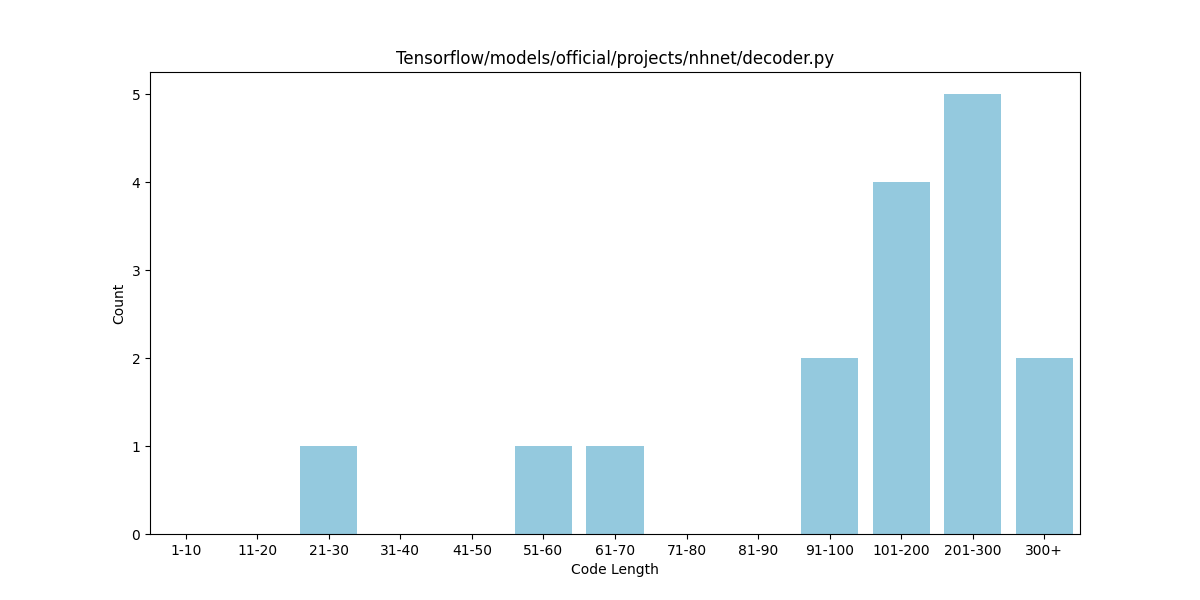 Tensorflow/models/official/projects/nhnet/decoder.py
5
4
3
2
1
0
Count
1-10 11-20 21-30 31-40 41-50 51-60 61-70 71-80 81-90 91-100 101-200 201-300 300+
Code Length